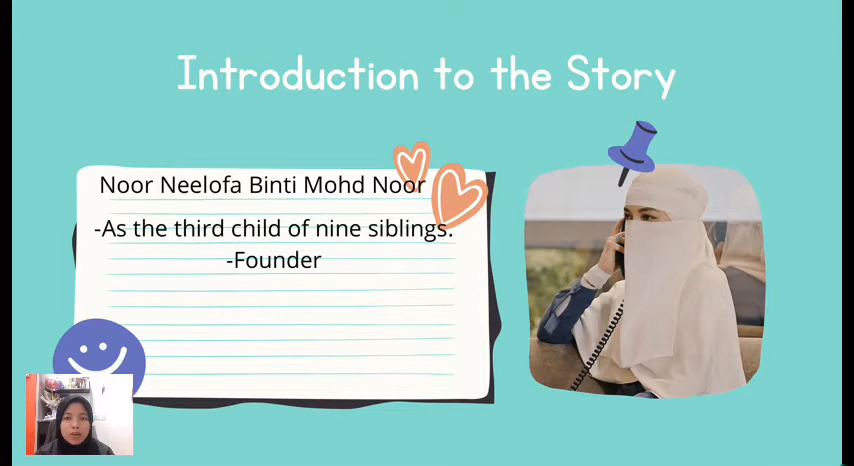 Introduction to the Story
Noor Neelofa Binti Mohd Noor
-As the third child of nine siblings.
-Founder